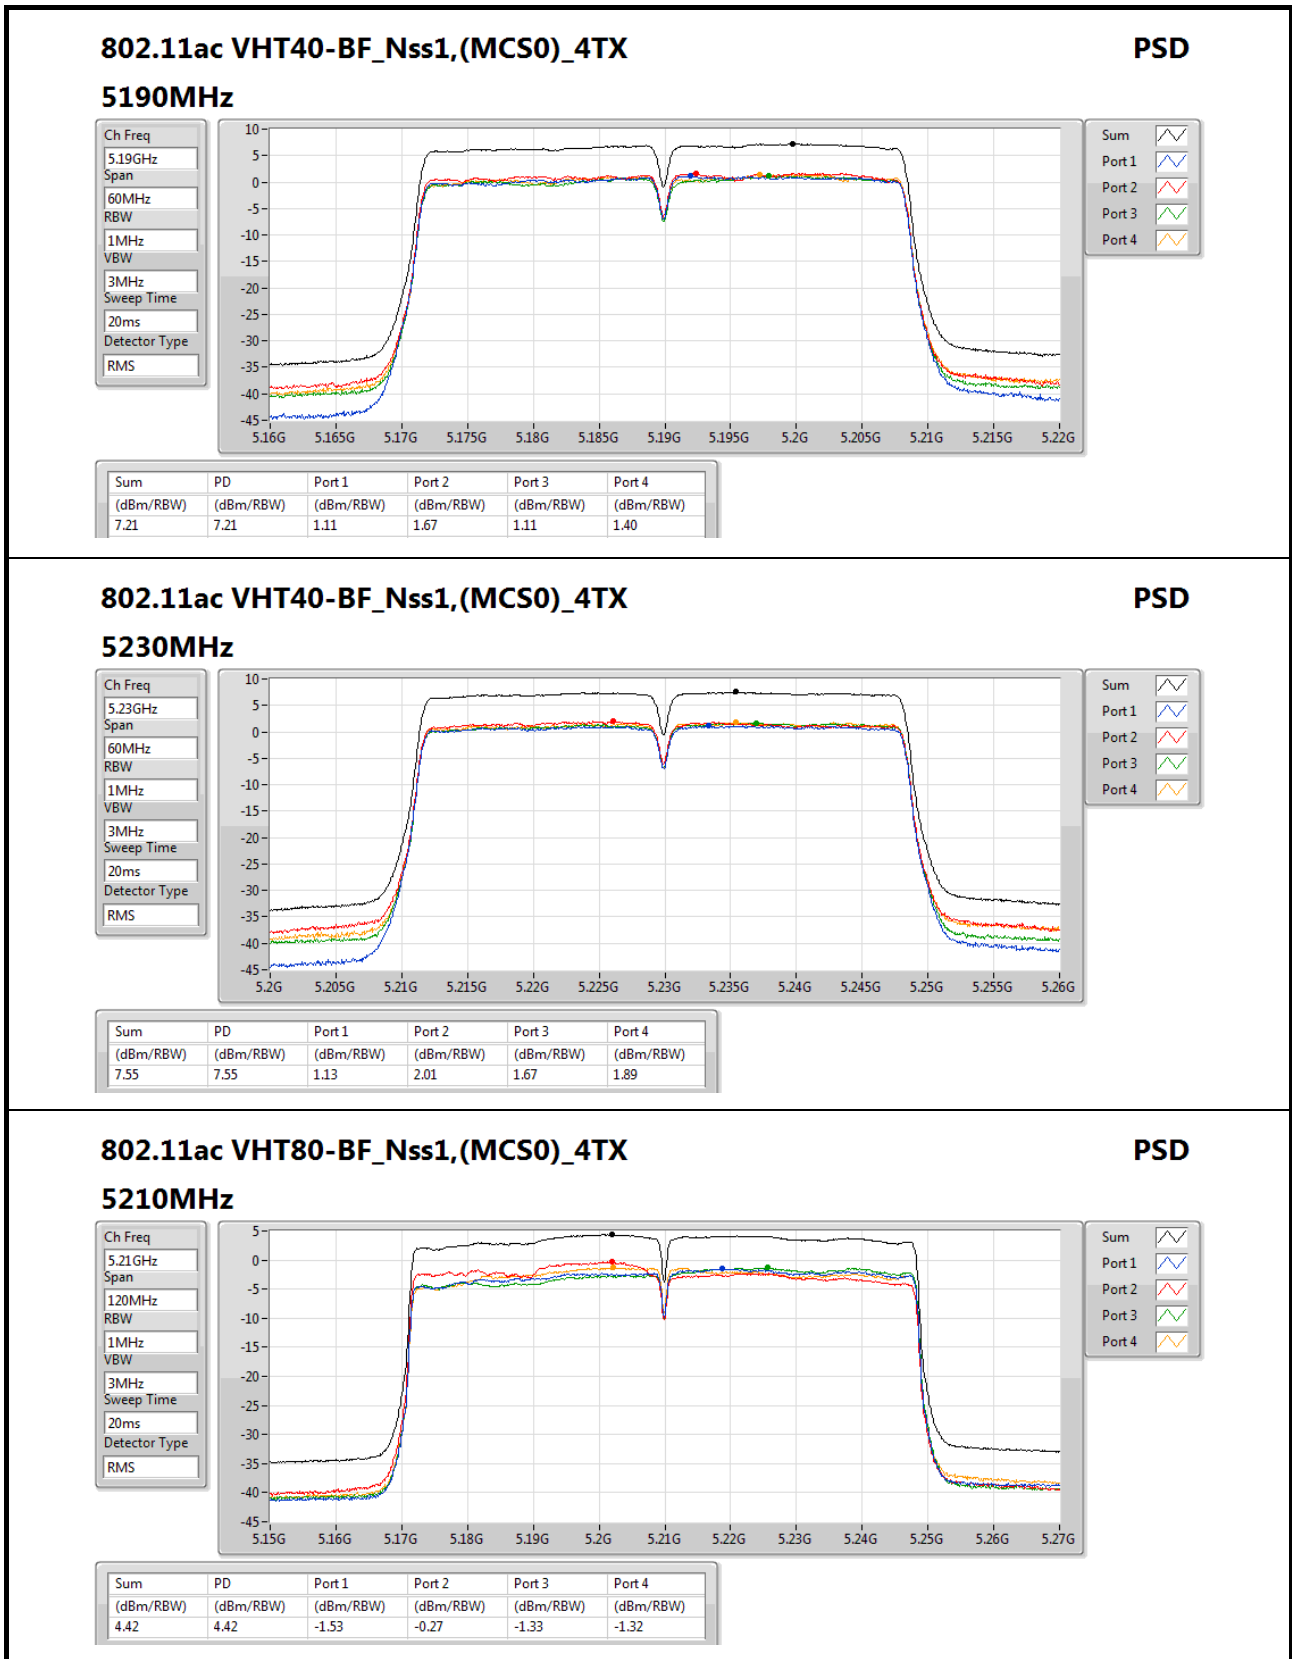 802.11ac VHT40-BF_Nss1,(MCS0)_4TX PSD
5190MHz
Ch Freq
5.19GHz
Span
60MHz
RBW
1MHz
VBW
3MHz
Sweep Time
20ms
Detector Type
RMS
10
5
0
-5
-10
-15
-20
-25
-30
-35
-40
-45
5.16G 5.165G 5.17G 5.175G 5.18G 5.185G 5.19G 5.195G 5.2G 5.205G 5.21G 5.215G 5.22G
Sum
Port 1
Port 2
Port 3
Port 4
Sum PD Port 1 Port 2 Port 3 Port 4
(dBm/RBW) (dBm/RBW) (dBm/RBW) (dBm/RBW) (dBm/RBW) (dBm/RBW)
7.21 7.21 1.11 1.67 1.11 1.40
802.11ac VHT40-BF_Nss1,(MCS0)_4TX PSD
5230MHz
Ch Freq
5.23GHz
Span
60MHz
RBW
1MHz
VBW
3MHz
Sweep Time
20ms
Detector Type
RMS
10
5
0
-5
-10
-15
-20
-25
-30
-35
-40
-45
5.2G 5.205G 5.21G 5.215G 5.22G 5.225G 5.23G 5.235G 5.24G 5.245G 5.25G 5.255G 5.26G
Sum
Port 1
Port 2
Port 3
Port 4
Sum PD Port 1 Port 2 Port 3 Port 4
(dBm/RBW) (dBm/RBW) (dBm/RBW) (dBm/RBW) (dBm/RBW) (dBm/RBW)
7.55 7.55 1.13 2.01 1.67 1.89
802.11ac VHT80-BF_Nss1,(MCS0)_4TX PSD
5210MHz
Ch Freq
5.21GHz
Span
120MHz
RBW
1MHz
VBW
3MHz
Sweep Time
20ms
Detector Type
RMS
5
0
-5
-10
-15
-20
-25
-30
-35
-40
-45
5.15G 5.16G 5.17G 5.18G 5.19G 5.2G 5.21G 5.22G 5.23G 5.24G 5.25G 5.26G 5.27G
Sum
Port 1
Port 2
Port 3
Port 4
Sum PD Port 1 Port 2 Port 3 Port 4
(dBm/RBW) (dBm/RBW) (dBm/RBW) (dBm/RBW) (dBm/RBW) (dBm/RBW)
4.42 4.42 -1.53 -0.27 -1.33 -1.32